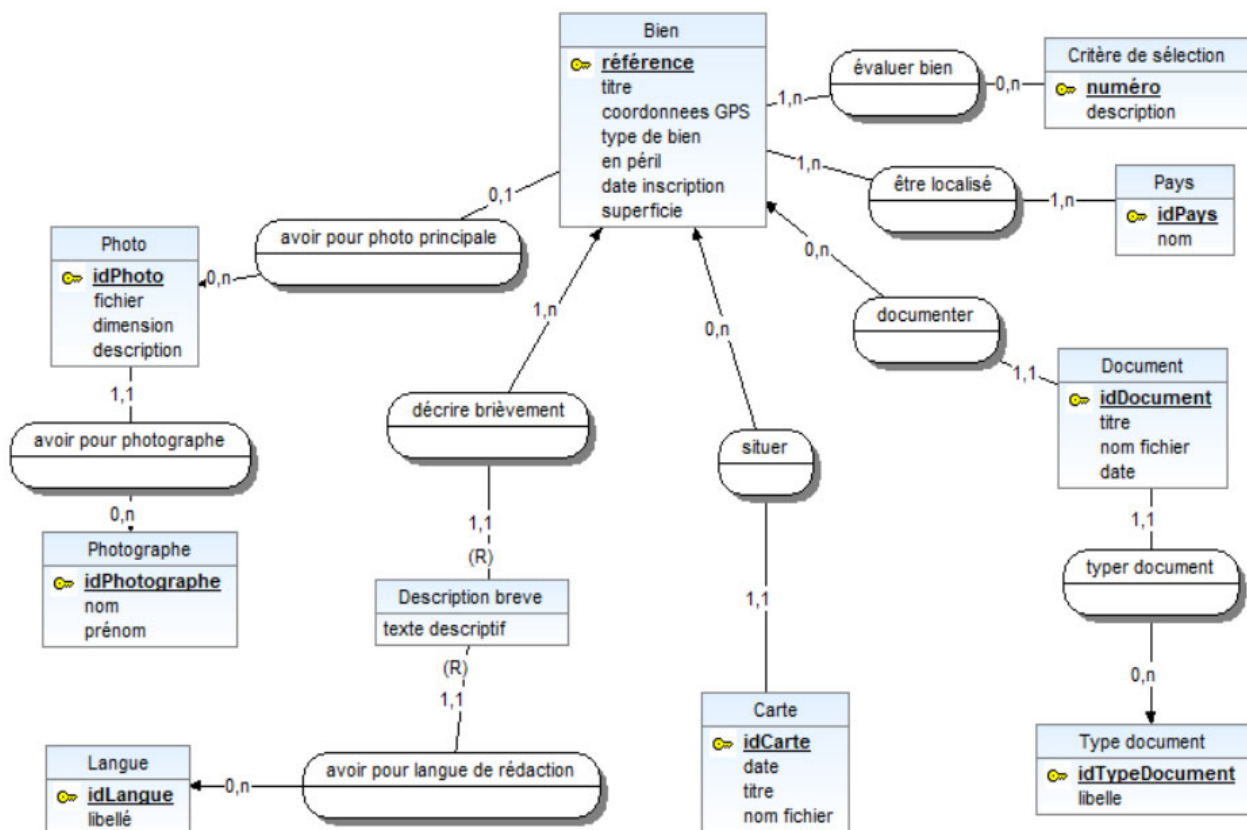 Bien
référence
titre
coordonnees GPS
type de bien
en péril
date inscription
superficie
1,n
évaluer bien
0,n
Critère de sélection
numéro
description
1,n
être localisé
1,n
Pays
idPays
nom
0,1
avoir pour photo principale
0,n
Photo
idPhoto
fichier
dimension
description
1,1
avoir pour photographe
0,n
Photographe
idPhotographe
nom
prénom
1,n
décrire brièvement
1,1
(R)
Description breve
texte descriptif
(R)
1,1
avoir pour langue de rédaction
0,n
Langue
idLangue
libellé
0,n
situer
1,1
Carte
idCarte
date
titre
nom fichier
0,n
documenter
1,1
Document
idDocument
titre
nom fichier
date
1,1
typer document
0,n
Type document
idTypeDocument
libelle